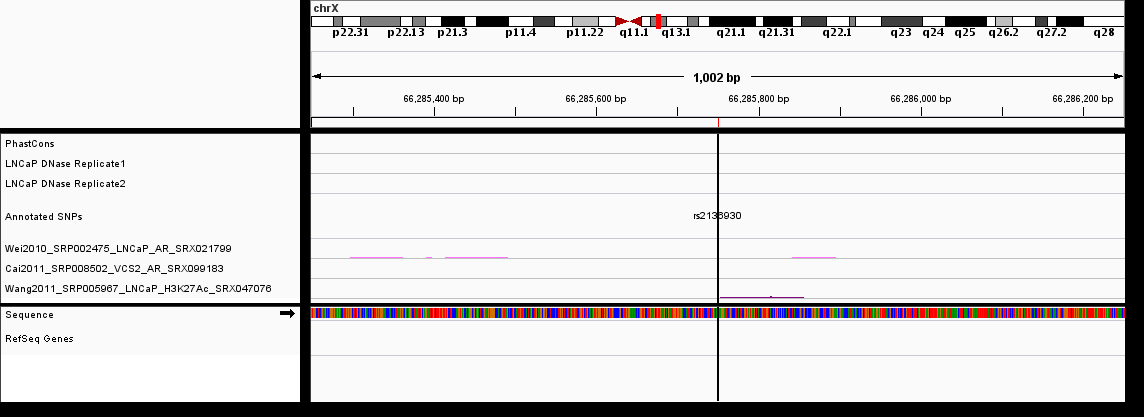 chrX
p22.31 p22.13 p21.3 p11.4 p11.22 q11.1 q13.1 q21.1 q21.31 q22.1 q23 q24 q25 q26.2 q27.2 q28
1,002 bp
66,285,400 bp 66,285,600 bp 66,285,800 bp 66,286,000 bp 66,286,200 bp
PhastCons
LNCaP DNase Replicate1
LNCaP DNase Replicate2
Annotated SNPs rs2136930
Wei2010_SRP002475_LNCaP_AR_SRX021799
Cai2011_SRP008502_VCS2_AR_SRX099183
Wang2011_SRP005967_LNCaP_H3K27Ac_SRX047076
Sequence
RefSeq Genes